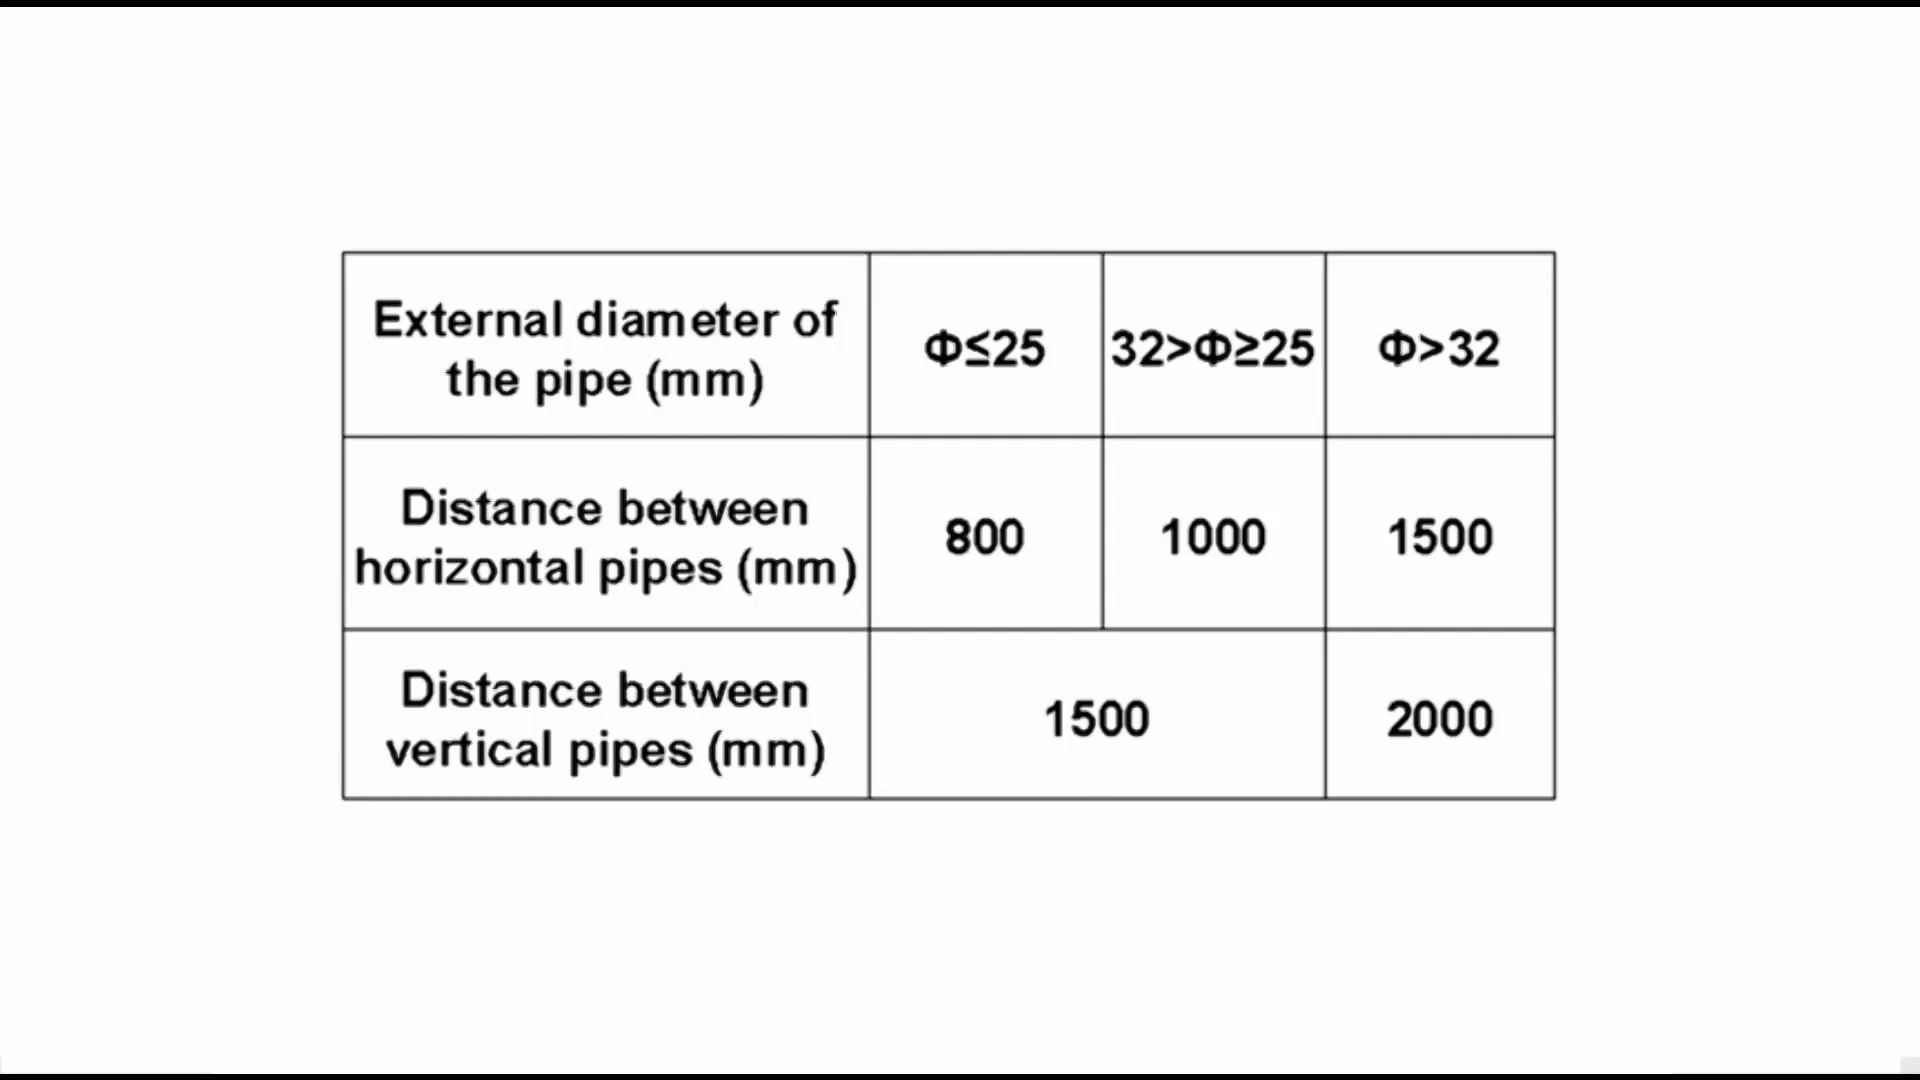 External diameter of
the pipe (mm)
Φ≤25
32>Φ≥25
Φ>32
Distance between
horizontal pipes (mm)
800
1000
1500
Distance between
vertical pipes (mm)
1500
2000